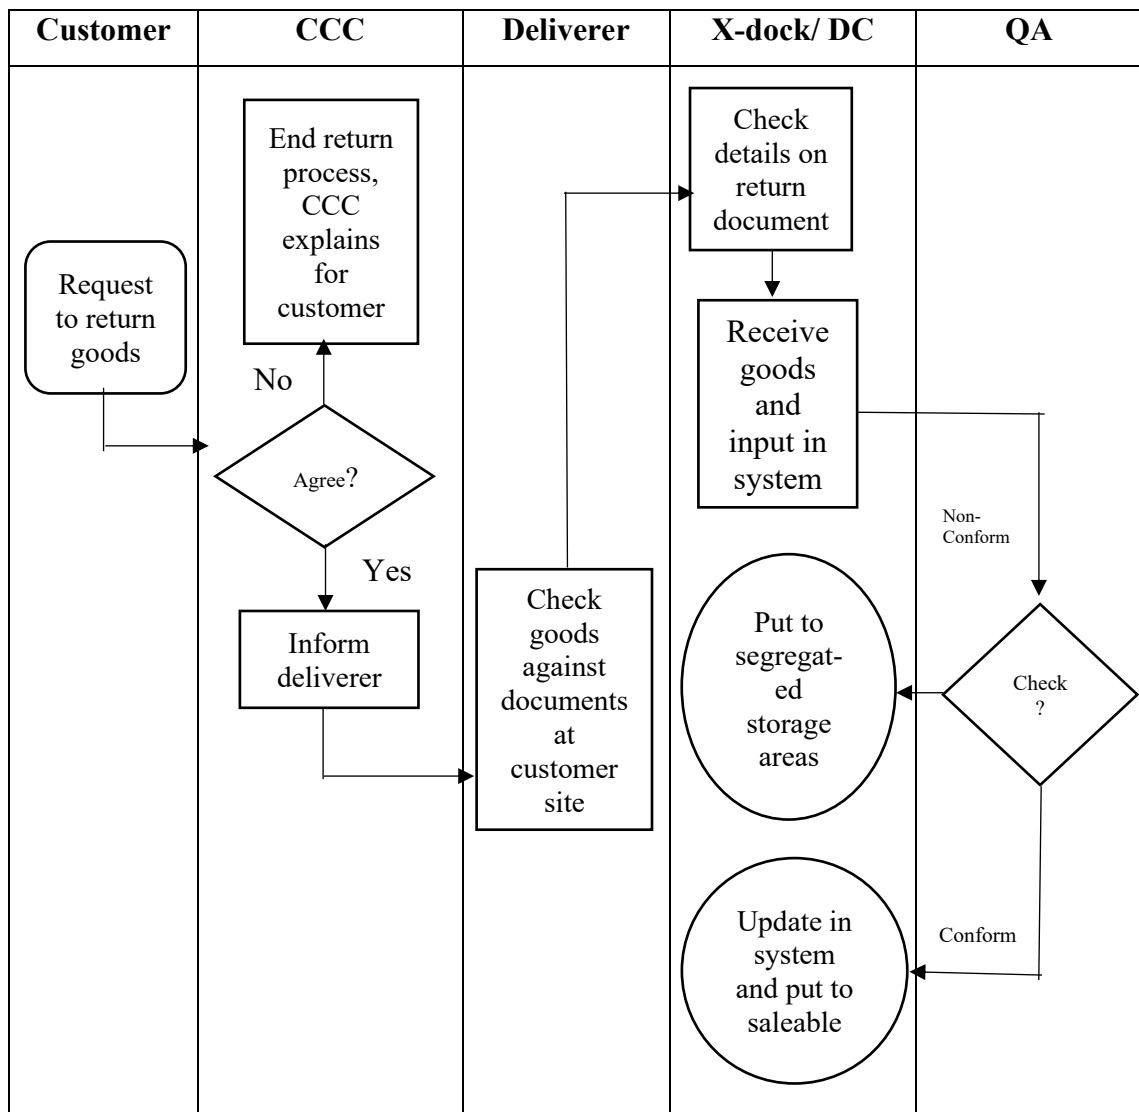 Customer
CCC
Deliverer
X-dock/ DC
QA
Request
to return
goods
End return
process,
CCC
explains
for
customer
No
Agree?
Yes
Inform
deliverer
Check
goods
against
documents
at
customer
site
Check
details on
return
document
Receive
goods
and
input in
system
Non-
Conform
Check
?
Put to
segregat-
ed
storage
areas
Conform
Update in
system
and put to
saleable